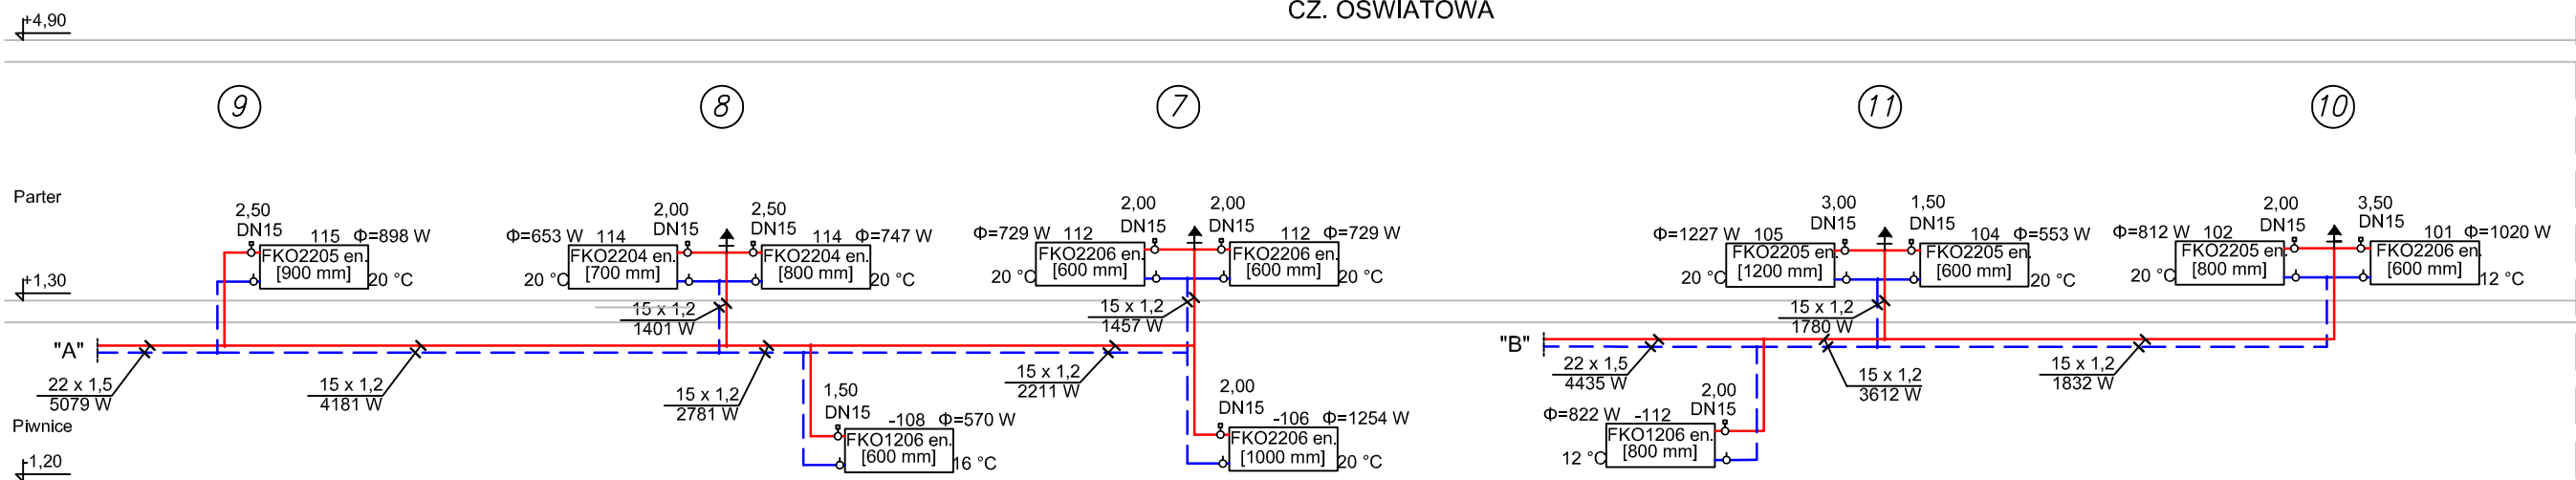 CZ. OŚWIATOWA
+4,90
9
8
7
11
10
Parter
2,50
DN15
115 Φ=898 W
FKO2205 en.
[900 mm]
20 °C
Φ=653 W 114
2,00
DN15
FKO2204 en.
[700 mm]
20 °C
2,50
DN15
114 Φ=747 W
FKO2204 en.
[800 mm]
20 °C
15 x 1,2
1401 W
Φ=729 W 112
2,00
DN15
FKO2206 en.
[600 mm]
20 °C
2,00
DN15
112 Φ=729 W
FKO2206 en.
[600 mm]
20 °C
15 x 1,2
1457 W
Φ=1227 W 105
3,00
DN15
FKO2205 en.
[1200 mm]
20 °C
1,50
DN15
104 Φ=553 W
FKO2205 en.
[600 mm]
20 °C
15 x 1,2
1780 W
Φ=812 W 102
2,00
DN15
FKO2205 en.
[800 mm]
20 °C
3,50
DN15
101 Φ=1020 W
FKO2206 en.
[600 mm]
12 °C
+1,30
"A"
22 x 1,5
5079 W
15 x 1,2
4181 W
15 x 1,2
2781 W
15 x 1,2
2211 W
"B"
22 x 1,5
4435 W
15 x 1,2
3612 W
15 x 1,2
1832 W
Piwnice
1,50
DN15
-108 Φ=570 W
FKO1206 en.
[600 mm]
16 °C
2,00
DN15
-106 Φ=1254 W
FKO2206 en.
[1000 mm]
20 °C
Φ=822 W -112
2,00
DN15
FKO1206 en.
[800 mm]
12 °C
-1,20